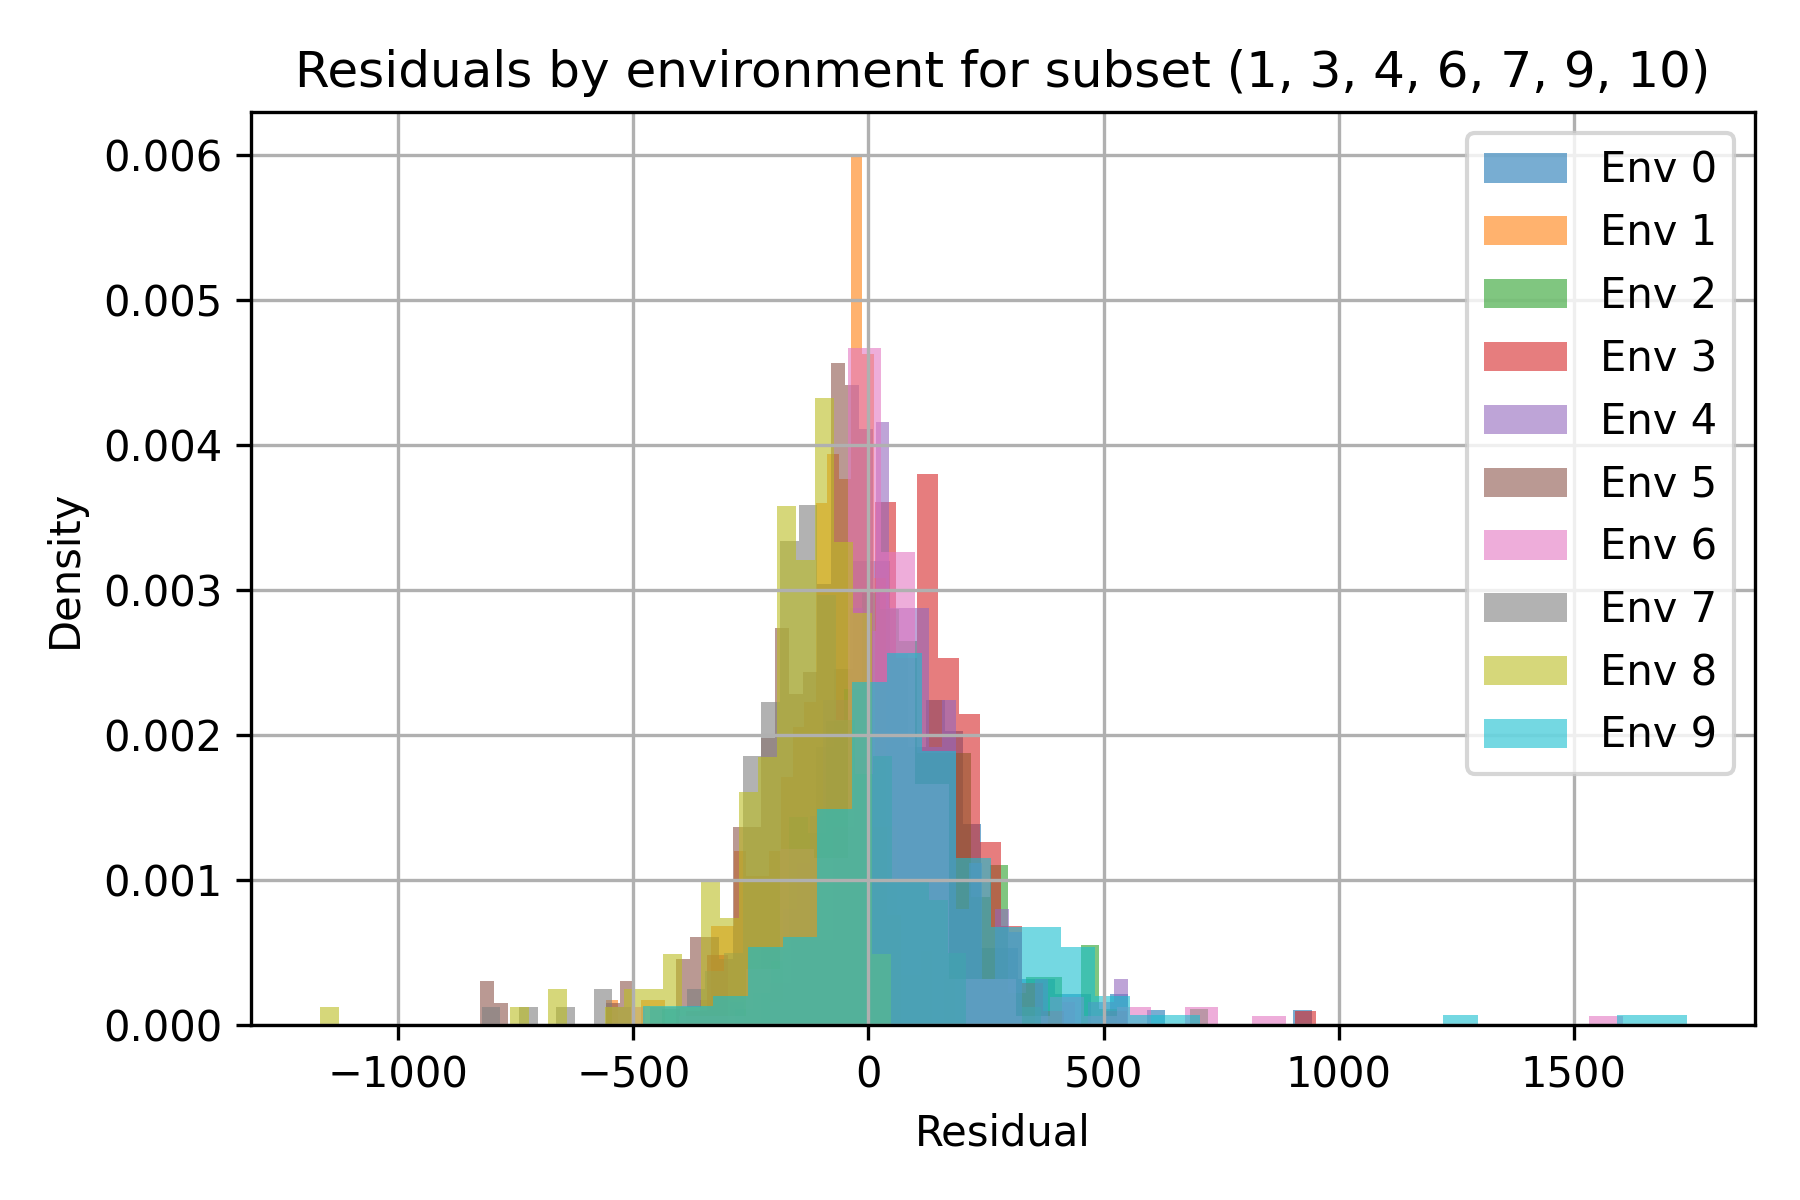 Residuals by environment for subset (1, 3, 4, 6, 7, 9, 10)
0.006
0.005
0.004
0.003
0.002
0.001
0.000
Density
−1000
−500
0
500
1000
1500
Residual
Env 0
Env 1
Env 2
Env 3
Env 4
Env 5
Env 6
Env 7
Env 8
Env 9